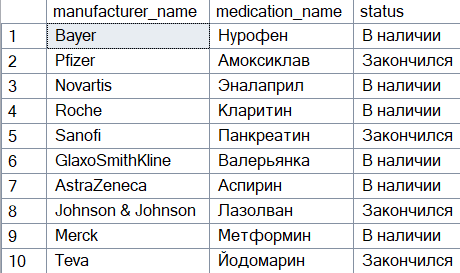 manufacturer_name medication_name status
1 Bayer Нурофен В наличии
2 Pfizer Амоксиклав Закончился
3 Novartis Эналаприл В наличии
4 Roche Кларитин В наличии
5 Sanofi Панкреатин Закончился
6 GlaxoSmithKline Валерьянка В наличии
7 AstraZeneca Аспирин В наличии
8 Johnson & Johnson Лазолван Закончился
9 Merck Метформин В наличии
10 Teva Йодомарин Закончился